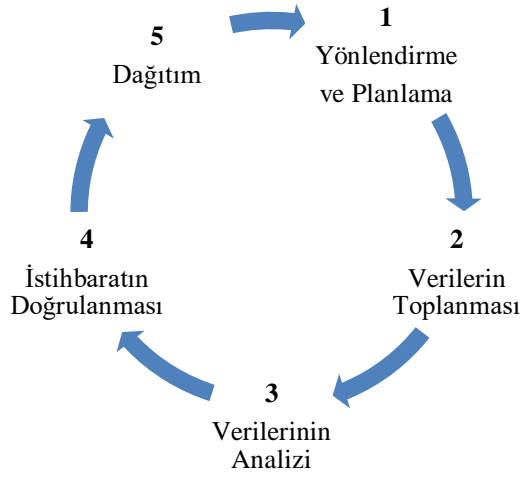 1
Yönlendirme
ve Planlama
2
Verilerin
Toplanması
3
Verilerinin
Analizi
4
İstihbaratın
Doğrulanması
5
Dağıtım